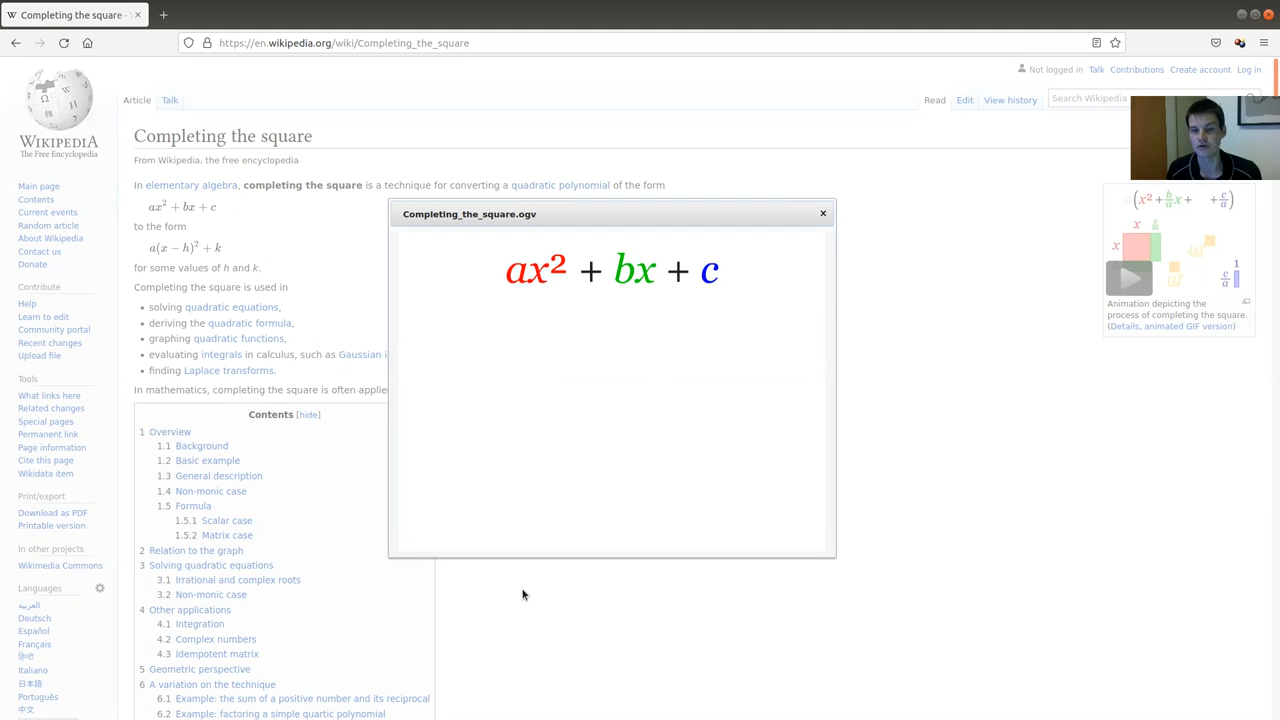 Completing the square -
https://en.wikipedia.org/wiki/Completing_the_square
WIKIPEDIA
The Free Encyclopedia
Main page
Contents
Current events
Random article
About Wikipedia
Contact us
Donate
Contribute
Help
Learn to edit
Community portal
Recent changes
Upload file
Tools
What links here
Related changes
Special pages
Permanent link
Page information
Cite this page
Wikidata item
Print/export
Download as PDF
Printable version
In other projects
Wikimedia Commons
Languages
العربية
Deutsch
Español
Français
हिन्दी
Italiano
日本語
Português
中文
Not logged in Talk Contributions Create account Log in
Article Talk
Read Edit View history
Search Wikipedia
Completing the square
From Wikipedia, the free encyclopedia
In elementary algebra, completing the square is a technique for converting a quadratic polynomial of the form
ax² + bx + c
to the form
a(x − h)² + k
for some values of h and k.
Completing the square is used in
• solving quadratic equations,
• deriving the quadratic formula,
• graphing quadratic functions,
• evaluating integrals in calculus, such as Gaussian i
• finding Laplace transforms.
In mathematics, completing the square is often applie
Contents [hide]
1 Overview
1.1 Background
1.2 Basic example
1.3 General description
1.4 Non-monic case
1.5 Formula
1.5.1 Scalar case
1.5.2 Matrix case
2 Relation to the graph
3 Solving quadratic equations
3.1 Irrational and complex roots
3.2 Non-monic case
4 Other applications
4.1 Integration
4.2 Complex numbers
4.3 Idempotent matrix
5 Geometric perspective
6 A variation on the technique
6.1 Example: the sum of a positive number and its reciprocal
6.2 Example: factoring a simple quartic polynomial
Completing_the_square.ogv
ax² + bx + c
(x² + b/a x + + c/a)
x
x
1
c/a
Animation depicting the
process of completing the square.
(Details, animated GIF version)